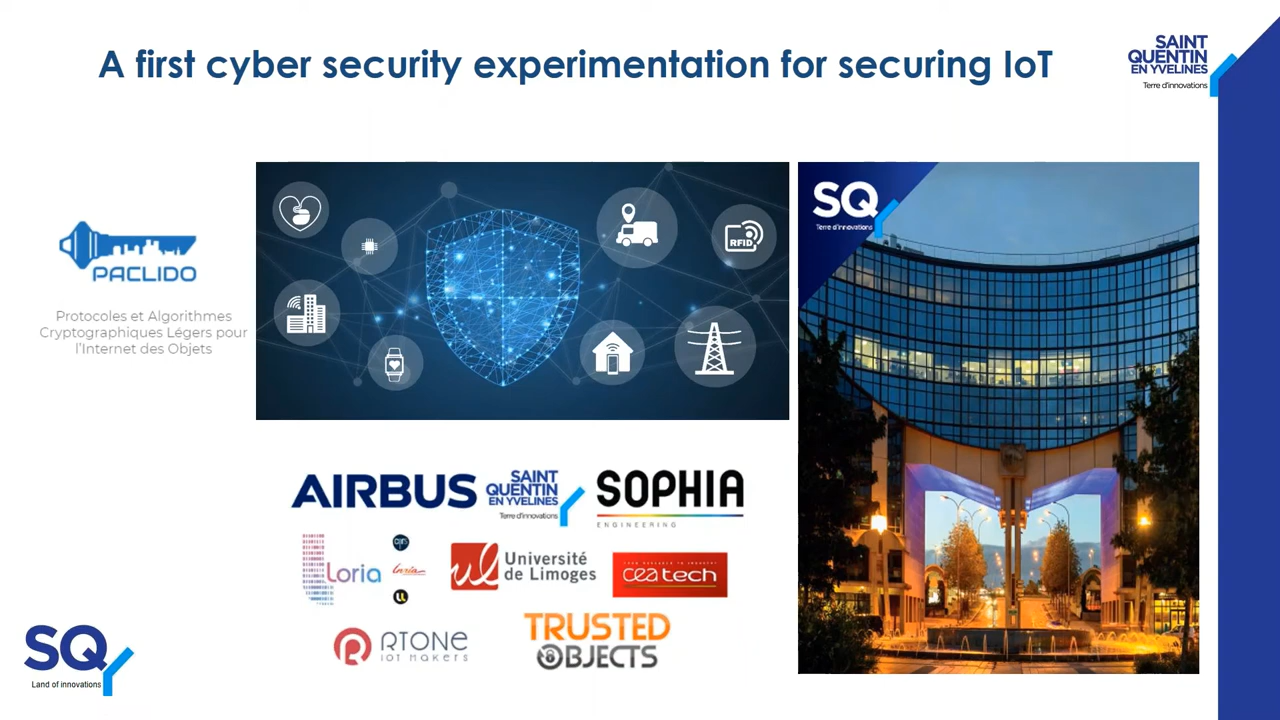 A first cyber security experimentation for securing IoT
SAINT
QUENTIN
EN YVELINES
Terre d'innovations
PACLIDO
Protocoles et Algorithmes
Cryptographiques Légers pour
l'Internet des Objets
RFID
SQ
Terre d'innovations
AIRBUS
SAINT
QUENTIN
EN YVELINES
Terre d'innovations
SOPHIA
ENGINEERING
Loria
cnrs
Inria
Université
de Limoges
cea tech
RTONE
IoT MAKERS
TRUSTED
OBJECTS
SQ
Land of innovations